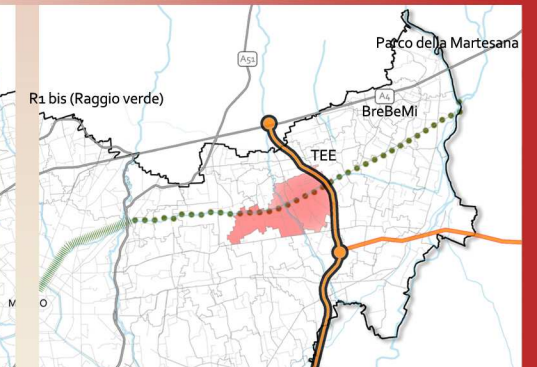 Parco della Martesana
A51
A4
R1 bis (Raggio verde)
BreBeMi
TEE